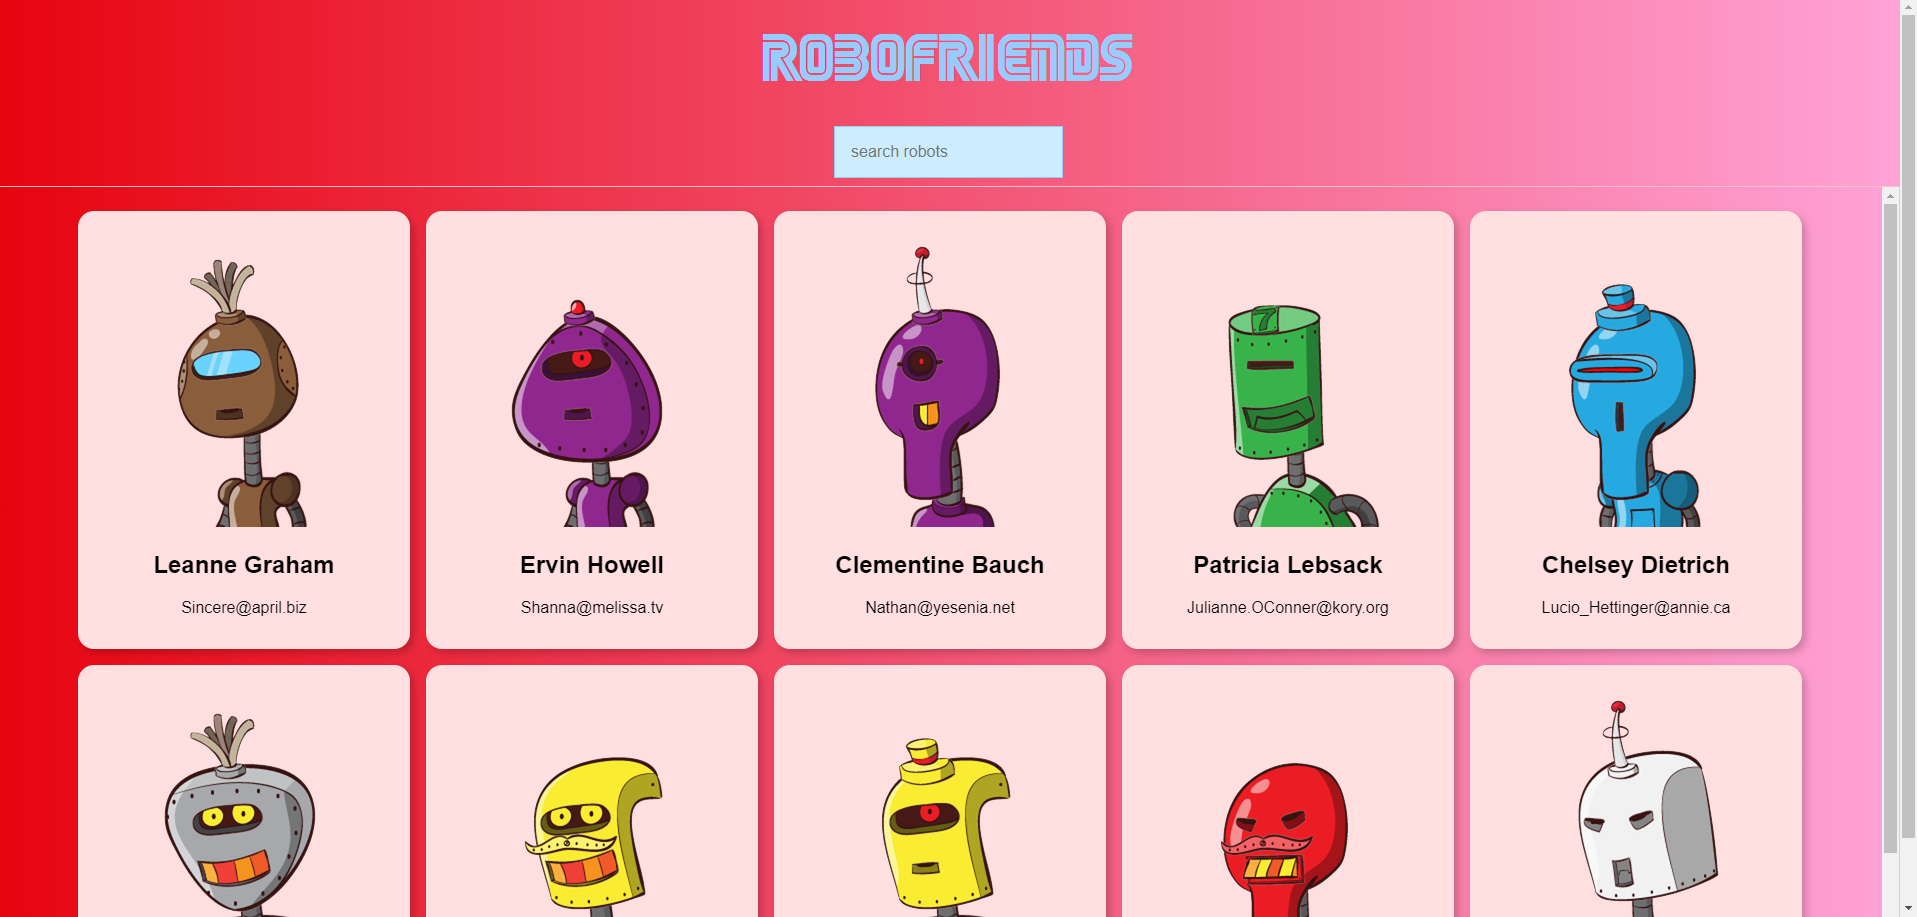 ROBOFRIENDS
search robots
7
Leanne Graham
Sincere@april.biz
Ervin Howell
Shanna@melissa.tv
Clementine Bauch
Nathan@yesenia.net
Patricia Lebsack
Julianne.OConner@kory.org
Chelsey Dietrich
Lucio_Hettinger@annie.ca